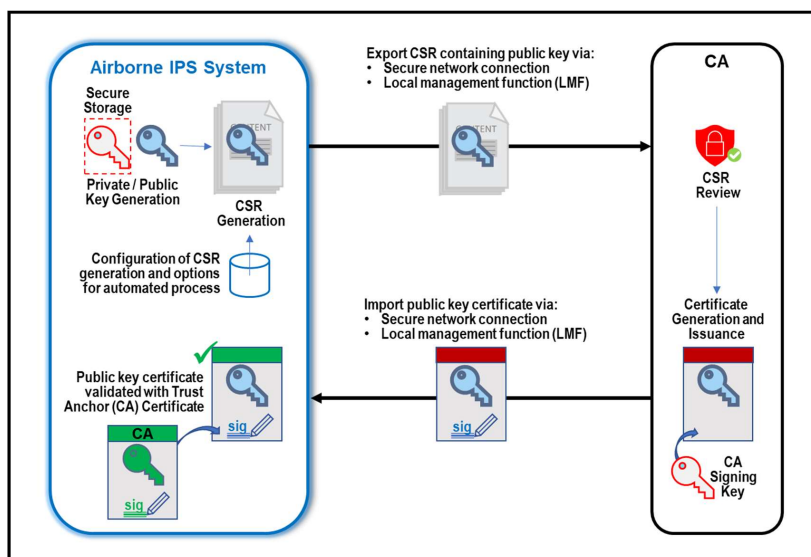 Airborne IPS System
Secure
Storage
CONTENT
Private / Public
Key Generation
CSR
Generation
Configuration of CSR
generation and options
for automated process
Export CSR containing public key via:
• Secure network connection
• Local management function (LMF)
CONTENT
CA
CSR
Review
Certificate
Generation and
Issuance
CA
Signing
Key
Import public key certificate via:
• Secure network connection
• Local management function (LMF)
sig
Public key certificate
validated with Trust
Anchor (CA) Certificate
sig
CA
sig